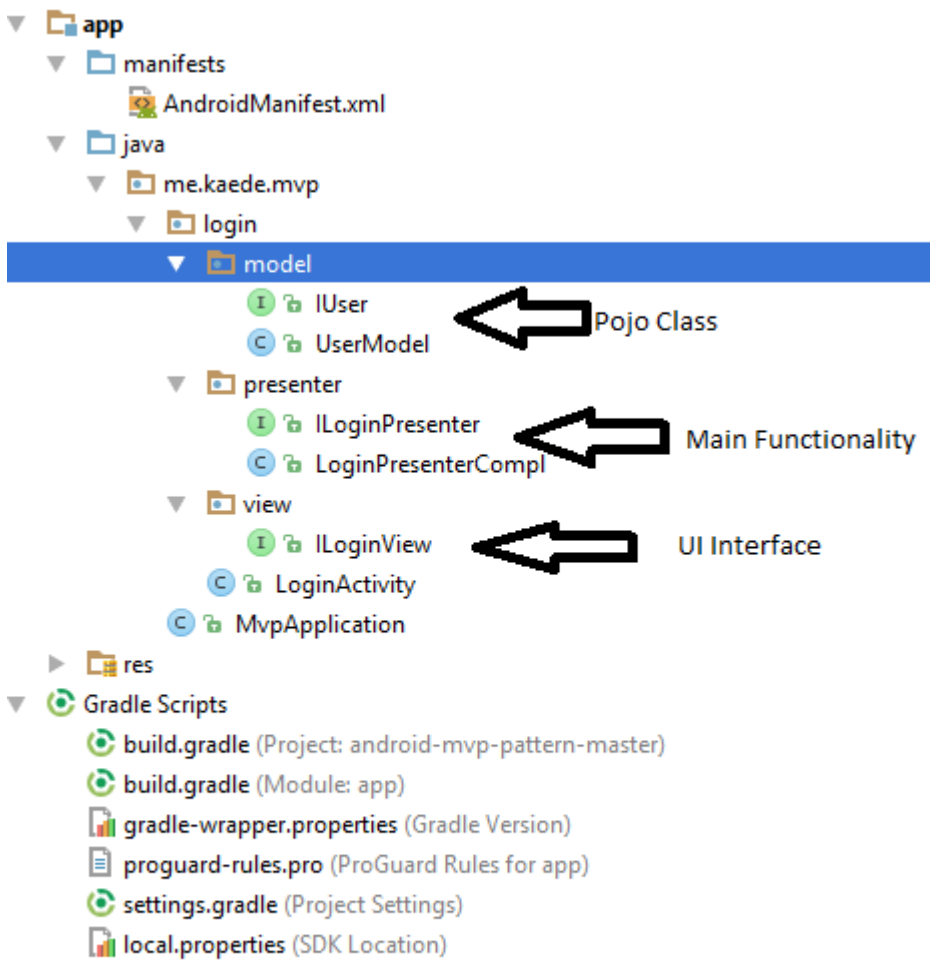 app
manifests
AndroidManifest.xml
java
me.kaede.mvp
login
model
I IUser
Pojo Class
C UserModel
presenter
I ILoginPresenter
Main Functionality
C LoginPresenterCompl
view
I ILoginView
UI Interface
C LoginActivity
C MvpApplication
res
Gradle Scripts
build.gradle (Project: android-mvp-pattern-master)
build.gradle (Module: app)
gradle-wrapper.properties (Gradle Version)
proguard-rules.pro (ProGuard Rules for app)
settings.gradle (Project Settings)
local.properties (SDK Location)